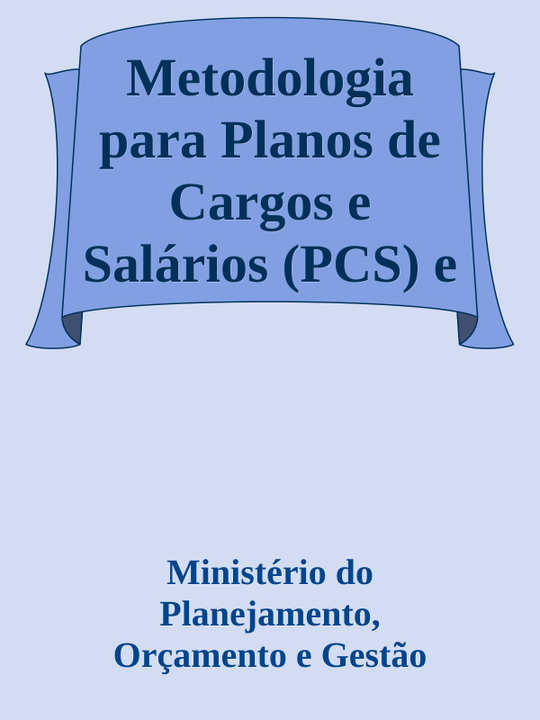 Metodologia
para Planos de
Cargos e
Salários (PCS) e
Ministério do
Planejamento,
Orçamento e Gestão